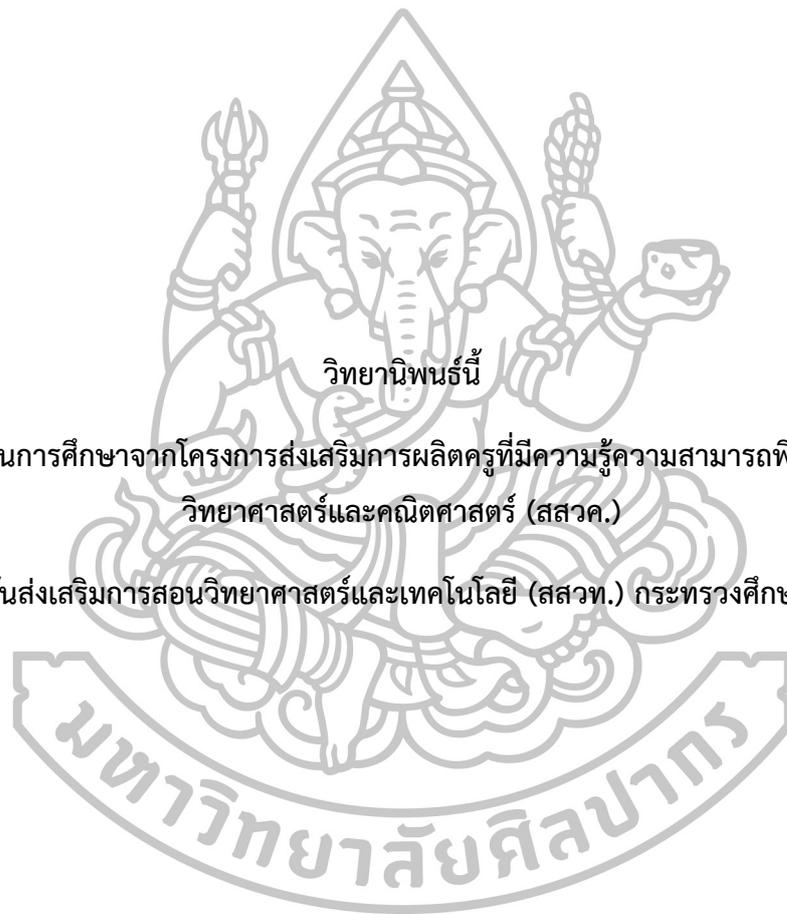 วิทยานิพนธ์นี้
นการศึกษาจากโครงการส่งเสริมการผลิตครูที่มีความรู้ความสามารถพิ
วิทยาศาสตร์และคณิตศาสตร์ (สสวค.)
ันส่งเสริมการสอนวิทยาศาสตร์และเทคโนโลยี (สสวท.) กระทรวงศึกษ
มหาวิทยาลัยศิลปากร